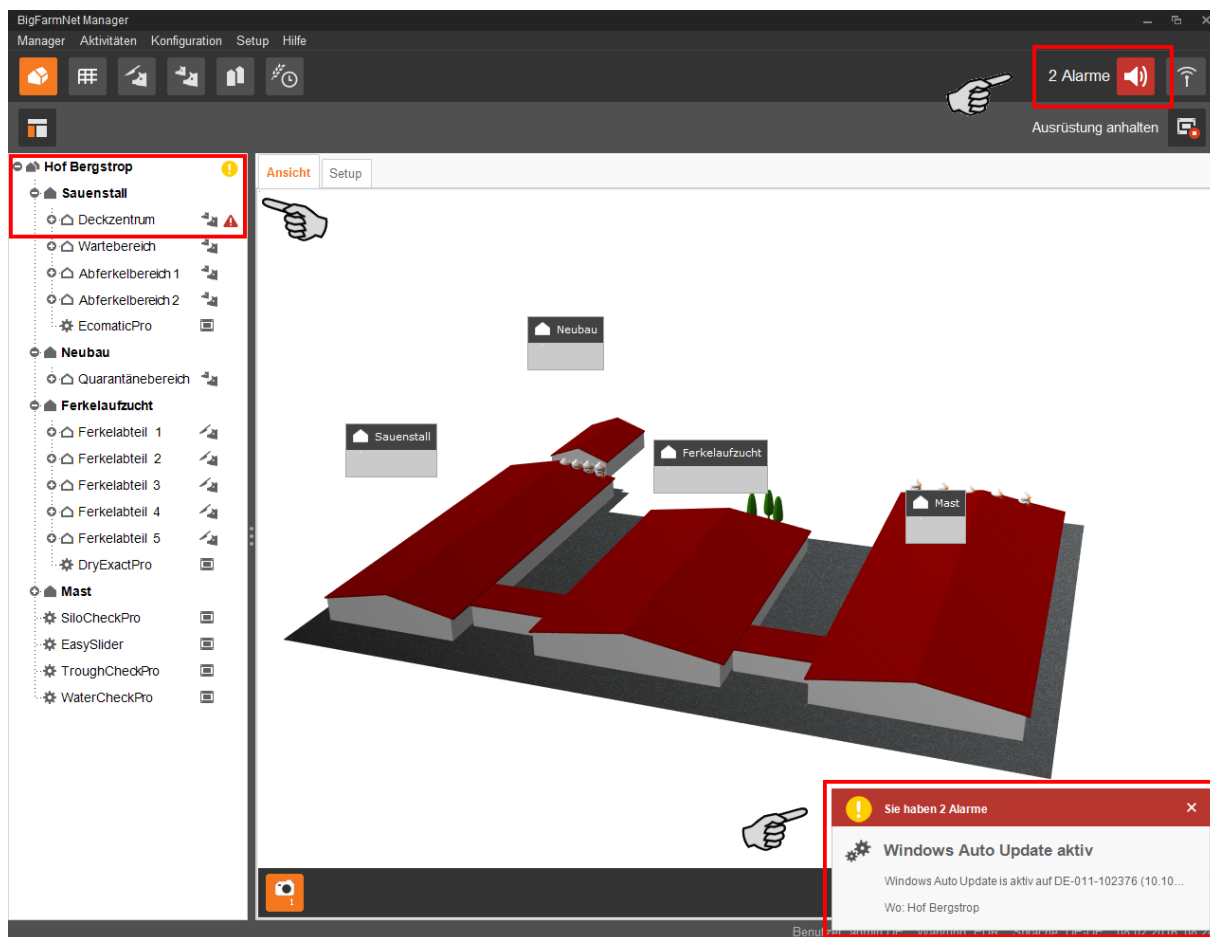 BigFarmNet Manager
Manager Aktivitäten Konfiguration Setup Hilfe
2 Alarme
Ausrüstung anhalten
Hof Bergstrop
Sauenstall
Deckzentrum
Wartebereich
Abferkelbereich 1
Abferkelbereich 2
EcomaticPro
Neubau
Quarantänebereich
Ferkelaufzucht
Ferkelabteil 1
Ferkelabteil 2
Ferkelabteil 3
Ferkelabteil 4
Ferkelabteil 5
DryExactPro
Mast
SiloCheckPro
EasySlider
TroughCheckPro
WaterCheckPro
Ansicht Setup
Neubau
Sauenstall
Ferkelaufzucht
Mast
1
Sie haben 2 Alarme
Windows Auto Update aktiv
Windows Auto Update is aktiv auf DE-011-102376 (10.10...
Wo: Hof Bergstrop